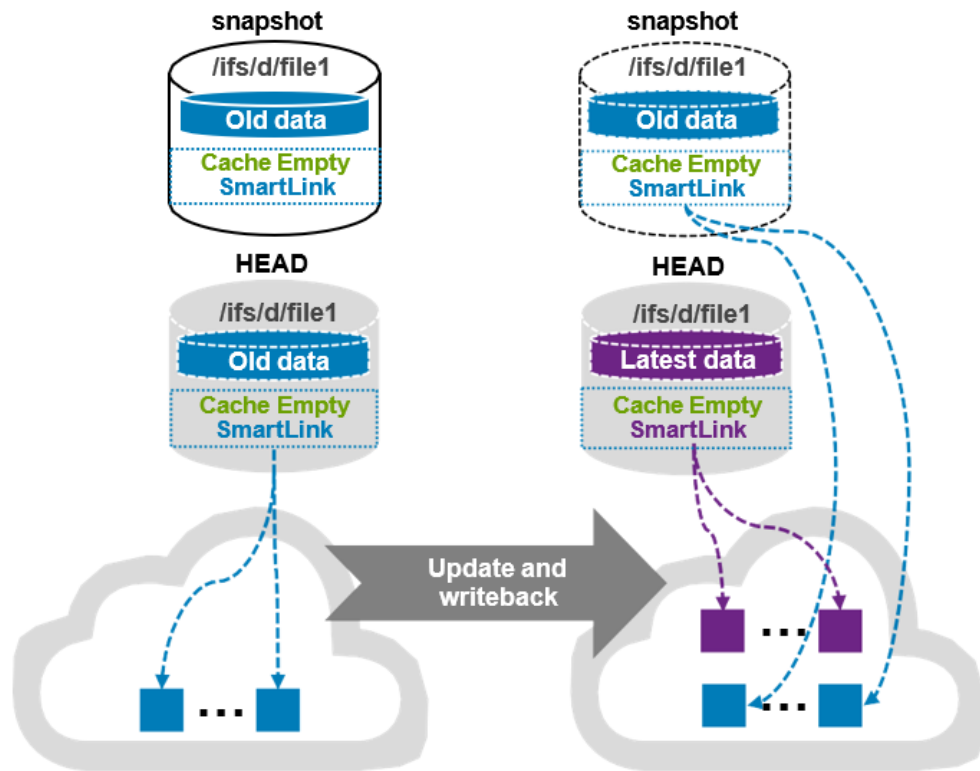 snapshot
/ifs/d/file1
Old data
Cache Empty
SmartLink
HEAD
/ifs/d/file1
Old data
Cache Empty
SmartLink
Update and
writeback
snapshot
/ifs/d/file1
Old data
Cache Empty
SmartLink
HEAD
/ifs/d/file1
Latest data
Cache Empty
SmartLink